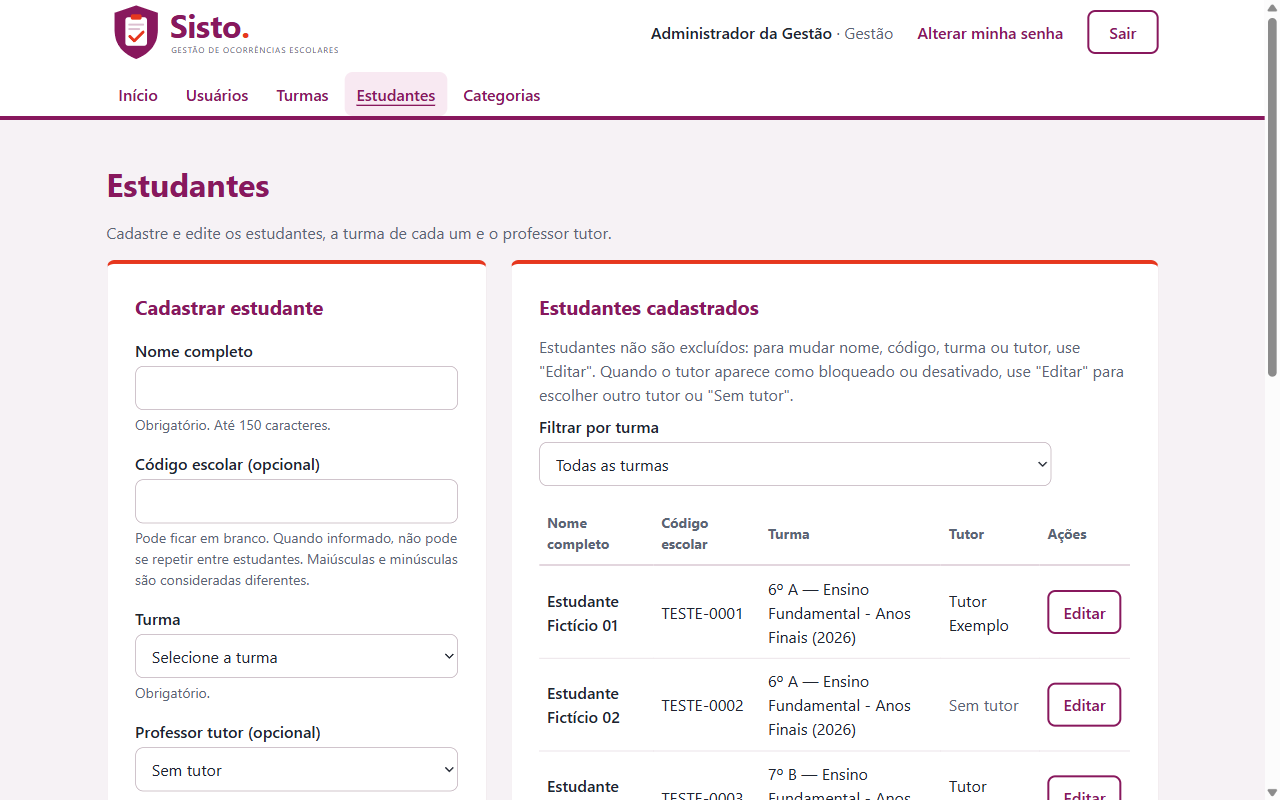 Sisto.
GESTÃO DE OCORRÊNCIAS ESCOLARES
Administrador da Gestão · Gestão
Alterar minha senha
Sair
Início
Usuários
Turmas
Estudantes
Categorias
Estudantes
Cadastre e edite os estudantes, a turma de cada um e o professor tutor.
Cadastrar estudante
Nome completo
Obrigatório. Até 150 caracteres.
Código escolar (opcional)
Pode ficar em branco. Quando informado, não pode
se repetir entre estudantes. Maiúsculas e minúsculas
são consideradas diferentes.
Turma
Selecione a turma
Obrigatório.
Professor tutor (opcional)
Sem tutor
Estudantes cadastrados
Estudantes não são excluídos: para mudar nome, código, turma ou tutor, use
"Editar". Quando o tutor aparece como bloqueado ou desativado, use "Editar" para
escolher outro tutor ou "Sem tutor".
Filtrar por turma
Todas as turmas
Nome
completo
Código
escolar
Turma
Tutor
Ações
Estudante
Fictício 01
TESTE-0001
6º A — Ensino
Fundamental - Anos
Finais (2026)
Tutor
Exemplo
Editar
Estudante
Fictício 02
TESTE-0002
6º A — Ensino
Fundamental - Anos
Finais (2026)
Sem tutor
Editar
Estudante
TESTE-0003
7º B — Ensino
Fundamental - Anos
Tutor
Editar